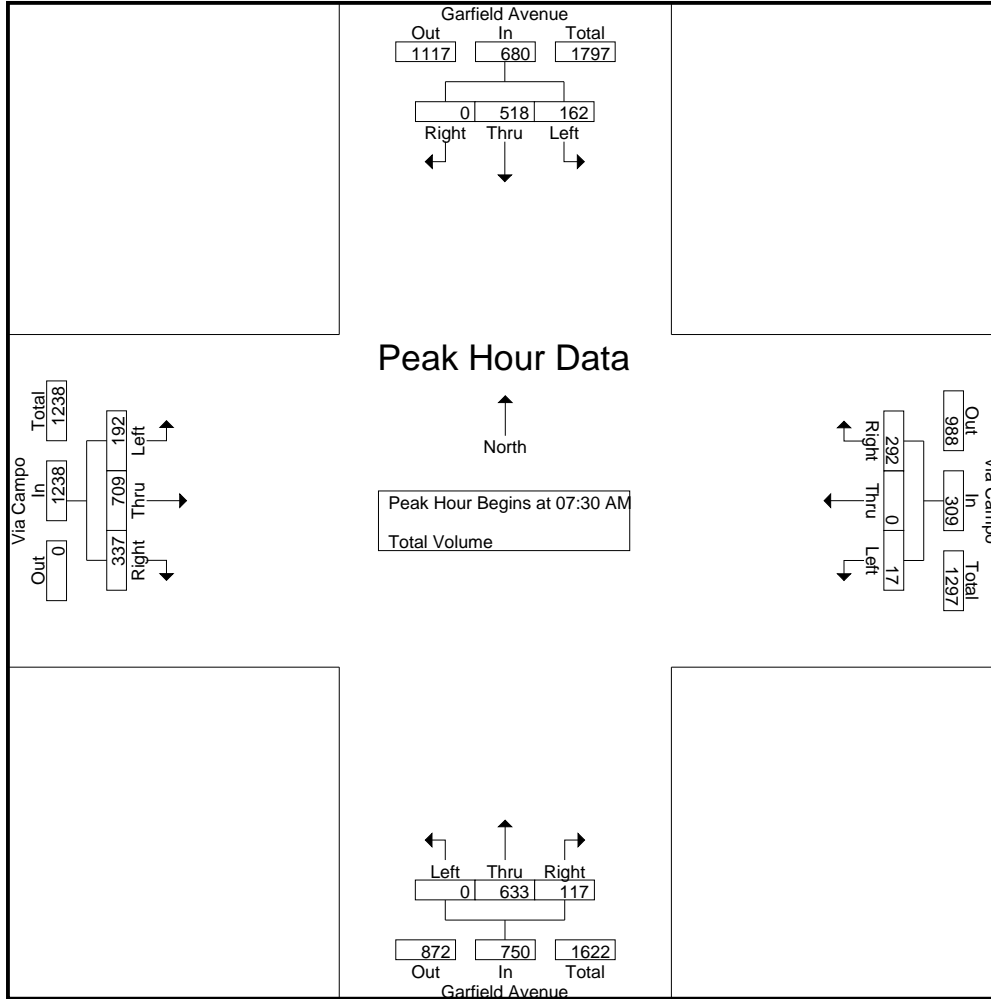 Garfield Avenue
Out In Total
1117 680 1797
0 518 162
Right Thru Left
Peak Hour Data
North
Peak Hour Begins at 07:30 AM
Total Volume
Via Campo
Out In Total
0 1238 1238
Left Thru Right
192 709 337
Via Campo
Out In Total
988 309 1297
Right Thru Left
292 0 17
Left Thru Right
0 633 117
872 750 1622
Out In Total
Garfield Avenue